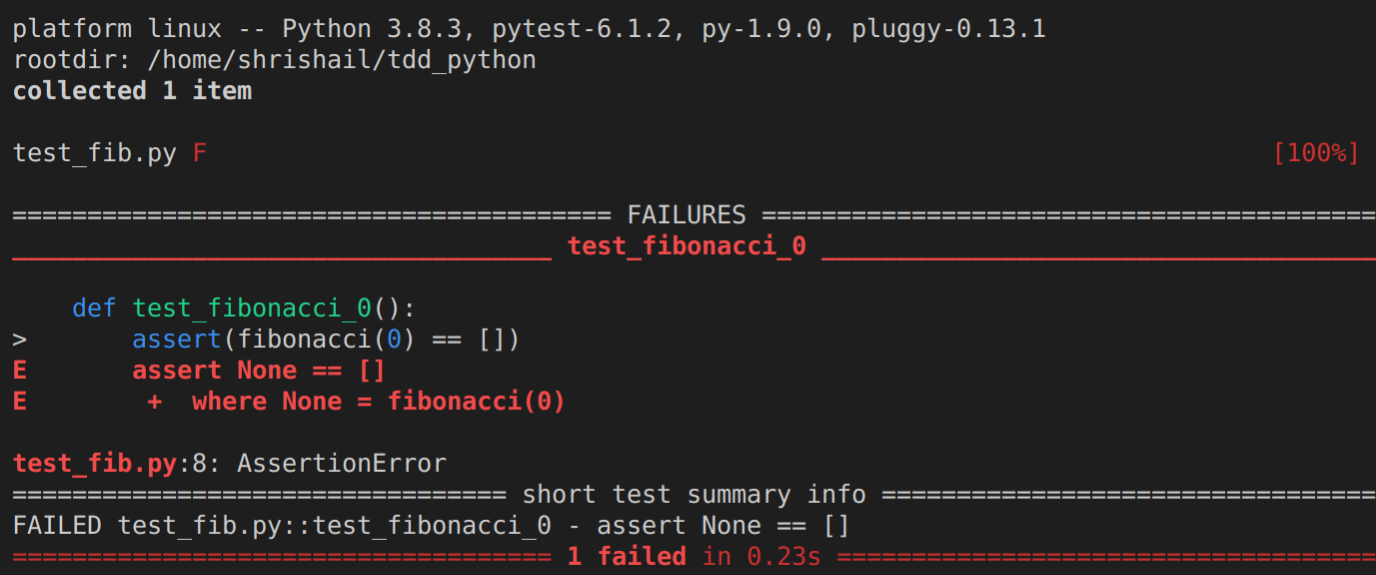 platform linux -- Python 3.8.3, pytest-6.1.2, py-1.9.0, pluggy-0.13.1
rootdir: /home/shrishail/tdd_python
collected 1 item
test_fib.py F [100%]
======================================== FAILURES =========================================
____________________________________ test_fibonacci_0 _____________________________________
    def test_fibonacci_0():
>       assert(fibonacci(0) == [])
E       assert None == []
E        +  where None = fibonacci(0)
test_fib.py:8: AssertionError
================================= short test summary info =================================
FAILED test_fib.py::test_fibonacci_0 - assert None == []
==================================== 1 failed in 0.23s ====================================